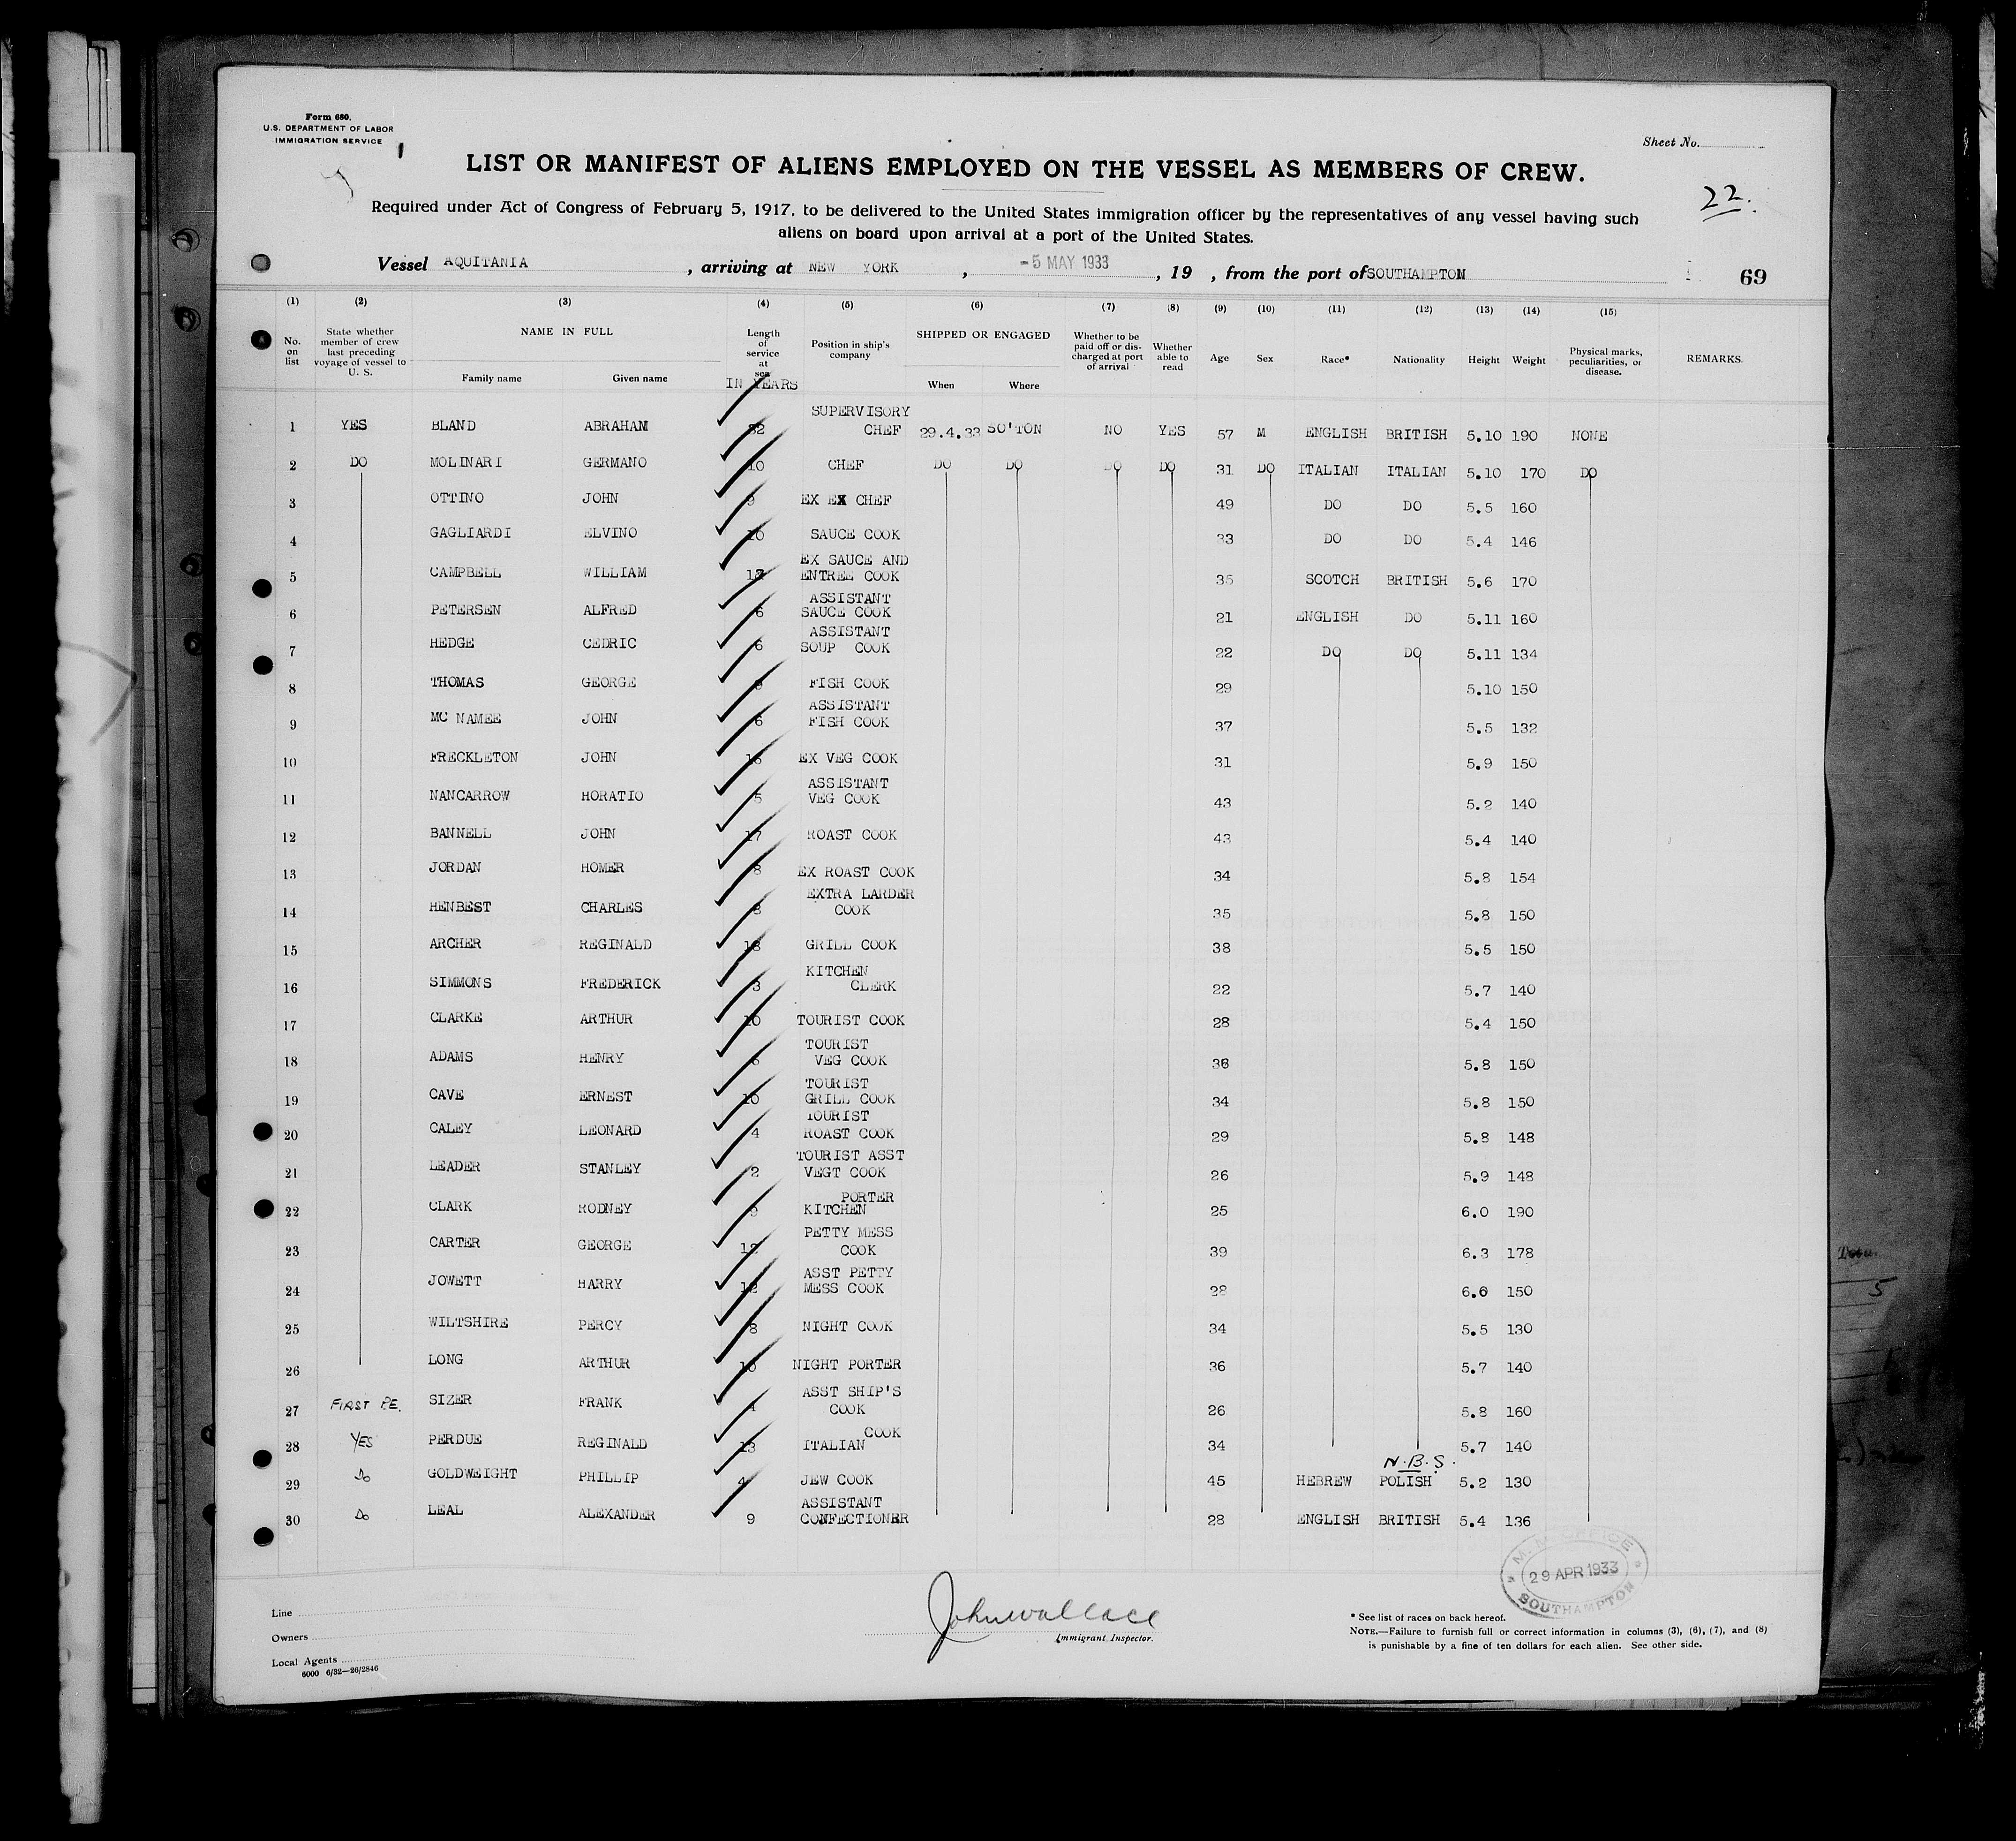 Form 680.
U.S. DEPARTMENT OF LABOR
IMMIGRATION SERVICE
Sheet No.
LIST OR MANIFEST OF ALIENS EMPLOYED ON THE VESSEL AS MEMBERS OF CREW.
22.
Required under Act of Congress of February 5, 1917, to be delivered to the United States immigration officer by the representatives of any vessel having such
aliens on board upon arrival at a port of the United States.
Vessel AQUITANIA , arriving at NEW YORK , -5 MAY 1933 , 19 , from the port of SOUTHAMPTON 69
(1) (2) (3) (4) (5) (6) (7) (8) (9) (10) (11) (12) (13) (14) (15)
No. on list
State whether member of crew last preceding voyage of vessel to U. S.
NAME IN FULL
Family name Given name
Length of service at sea
IN YEARS
Position in ship's company
SHIPPED OR ENGAGED
When Where
Whether to be paid off or discharged at port of arrival
Whether able to read
Age Sex Race* Nationality Height Weight
Physical marks, peculiarities, or disease.
REMARKS.
1 YES BLAND ABRAHAM 32 SUPERVISORY CHEF 29.4.33 SO'TON NO YES 57 M ENGLISH BRITISH 5.10 190 NONE
2 DO MOLINARI GERMANO 10 CHEF DO DO DO DO 31 DO ITALIAN ITALIAN 5.10 170 DO
3 OTTINO JOHN EX EX CHEF 49 DO DO 5.5 160
4 GAGLIARDI ELVINO 10 SAUCE COOK 33 DO DO 5.4 146
5 CAMPBELL WILLIAM EX SAUCE AND ENTREE COOK 35 SCOTCH BRITISH 5.6 170
6 PETERSEN ALFRED 6 ASSISTANT SAUCE COOK 21 ENGLISH DO 5.11 160
7 HEDGE CEDRIC 6 ASSISTANT SOUP COOK 22 DO DO 5.11 134
8 THOMAS GEORGE FISH COOK 29 5.10 150
9 MC NAMEE JOHN 6 ASSISTANT FISH COOK 37 5.5 132
10 FRECKLETON JOHN EX VEG COOK 31 5.9 150
11 NANCARROW HORATIO 5 ASSISTANT VEG COOK 43 5.2 140
12 BANNELL JOHN 17 ROAST COOK 43 5.4 140
13 JORDAN HOMER 8 EX ROAST COOK 34 5.8 154
14 HENBEST CHARLES EXTRA LARDER COOK 35 5.8 150
15 ARCHER REGINALD GRILL COOK 38 5.5 150
16 SIMMONS FREDERICK 3 KITCHEN CLERK 22 5.7 140
17 CLARKE ARTHUR 10 TOURIST COOK 28 5.4 150
18 ADAMS HENRY TOURIST VEG COOK 36 5.8 150
19 CAVE ERNEST 10 TOURIST GRILL COOK 34 5.8 150
20 CALEY LEONARD 4 TOURIST ROAST COOK 29 5.8 148
21 LEADER STANLEY 2 TOURIST ASST VEGT COOK 26 5.9 148
22 CLARK RODNEY PORTER KITCHEN 25 6.0 190
23 CARTER GEORGE 12 PETTY MESS COOK 39 6.3 178
24 JOWETT HARRY 12 ASST PETTY MESS COOK 28 6.0 150
25 WILTSHIRE PERCY 8 NIGHT COOK 34 5.5 130
26 LONG ARTHUR NIGHT PORTER 36 5.7 140
27 FIRST PE. SIZER FRANK 4 ASST SHIP'S COOK 26 5.8 160
28 YES PERDUE REGINALD 13 COOK ITALIAN 34 5.7 140
N.B.S.
29 Do GOLDWEIGHT PHILLIP 4 JEW COOK 45 HEBREW POLISH 5.2 130
30 Do LEAL ALEXANDER 9 ASSISTANT CONFECTIONER 28 ENGLISH BRITISH 5.4 136
29 APR 1933
SOUTHAMPTON
Line
Owners
Local Agents
6000 6/32—26/2846
John Wallace
Immigrant Inspector.
* See list of races on back hereof.
NOTE.—Failure to furnish full or correct information in columns (3), (6), (7), and (8)
is punishable by a fine of ten dollars for each alien. See other side.